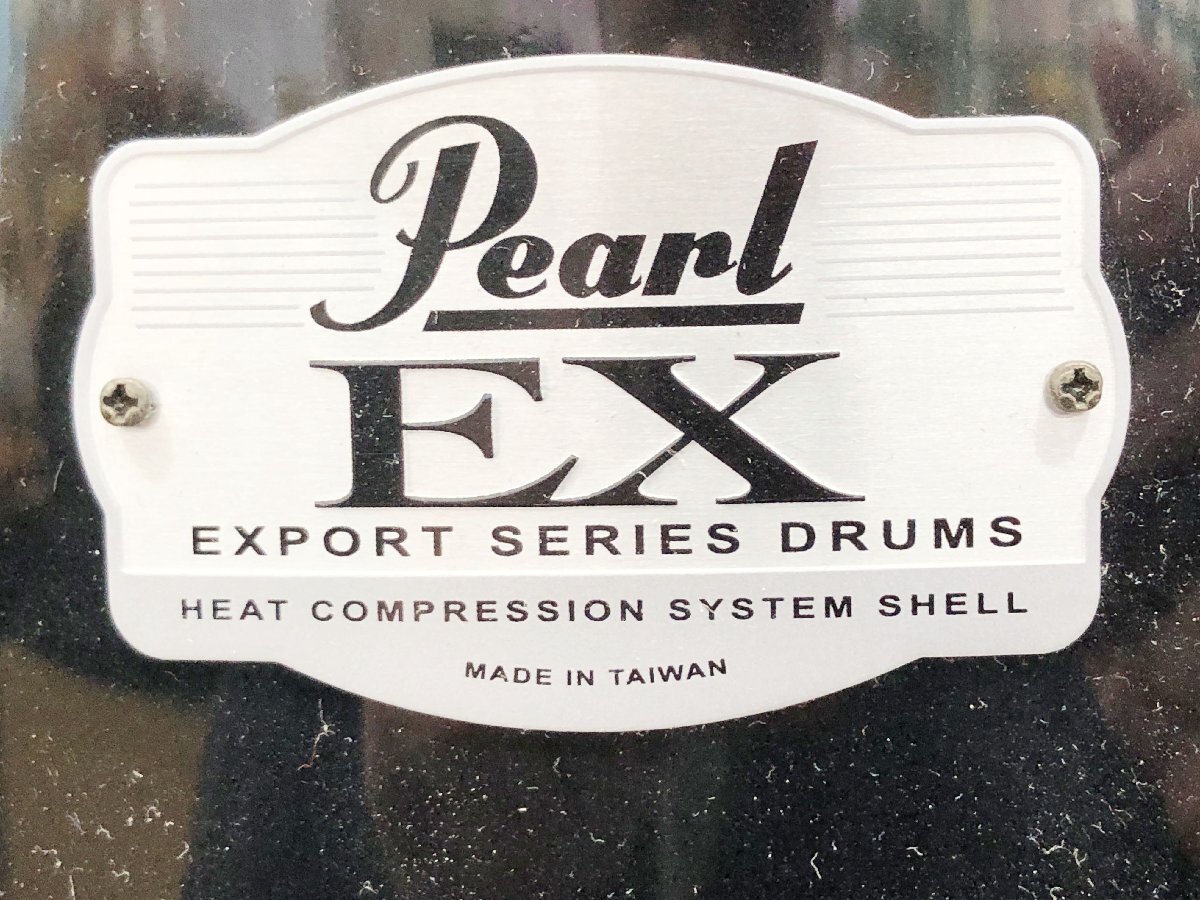 Pearl
EX
EXPORT SERIES DRUMS
HEAT COMPRESSION SYSTEM SHELL
MADE IN TAIWAN